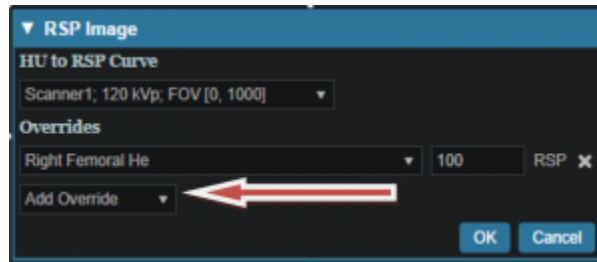 ▼ RSP Image
HU to RSP Curve
Scanner1; 120 kVp; FOV [0, 1000]
Overrides
Right Femoral He 100 RSP
Add Override
OK Cancel